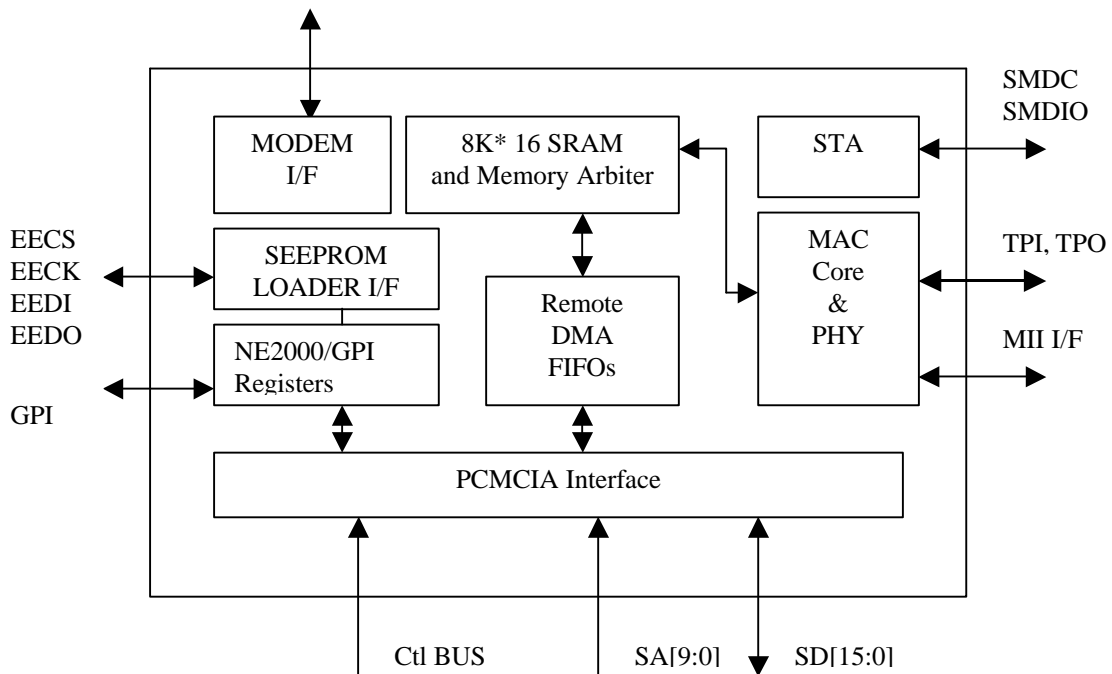 SMDC
SMDIO
MODEM
I/F
8K* 16 SRAM
and Memory Arbiter
STA
EECS
EECK
EEDI
EEDO
SEEPROM
LOADER I/F
MAC
Core
&
PHY
TPI, TPO
Remote
DMA
FIFOs
MII I/F
NE2000/GPI
Registers
GPI
PCMCIA Interface
Ctl BUS
SA[9:0]
SD[15:0]